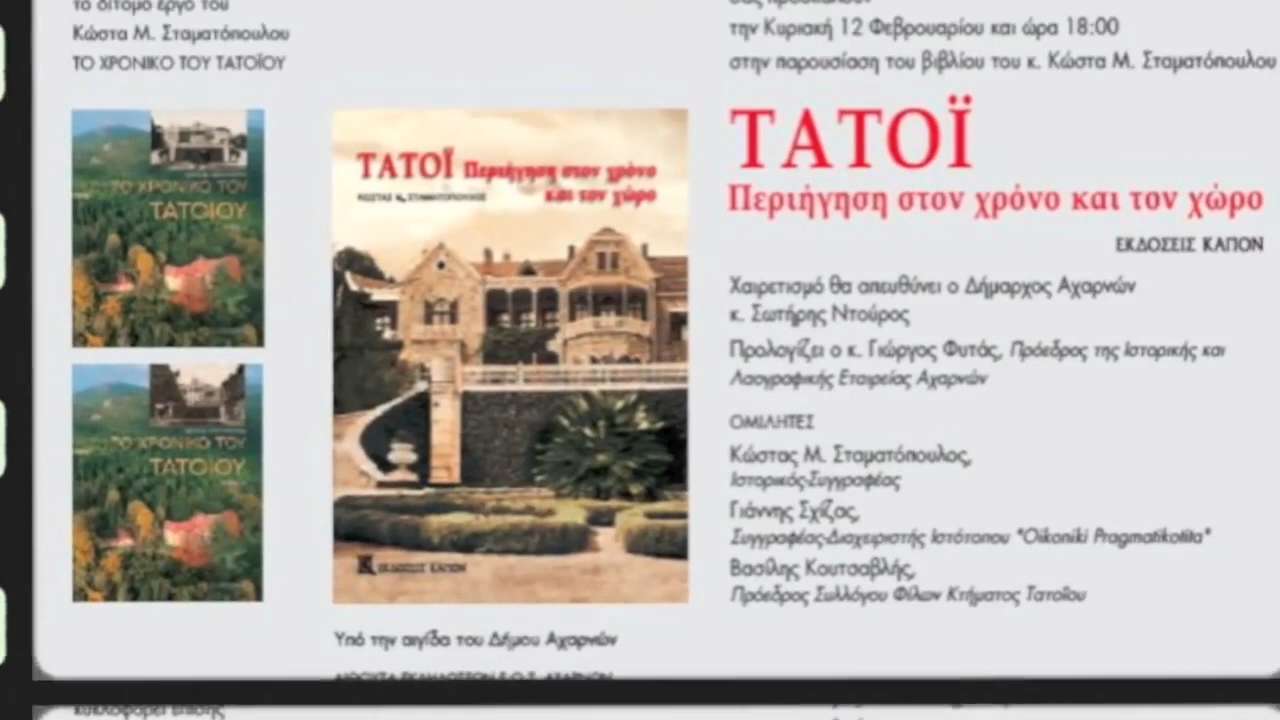 το δίτομο έργο του
Κώστα Μ. Σταματόπουλου
ΤΟ ΧΡΟΝΙΚΟ ΤΟΥ ΤΑΤΟΪΟΥ
ΤΟ ΧΡΟΝΙΚΟ ΤΟΥ
ΤΑΤΟΙΟΥ
ΤΟ ΧΡΟΝΙΚΟ ΤΟΥ
ΤΑΤΟΙΟΥ
ΤΑΤΟΪ Περιήγηση στον χρόνο
και τον χώρο
ΚΩΣΤΑΣ Μ. ΣΤΑΜΑΤΟΠΟΥΛΟΣ
ΕΚΔΟΣΕΙΣ ΚΑΠΟΝ
Υπό την αιγίδα του Δήμου Αχαρνών
την Κυριακή 12 Φεβρουαρίου και ώρα 18:00
στην παρουσίαση του βιβλίου του κ. Κώστα Μ. Σταματόπουλου
ΤΑΤΟΪ
Περιήγηση στον χρόνο και τον χώρο
ΕΚΔΟΣΕΙΣ ΚΑΠΟΝ
Χαιρετισμό θα απευθύνει ο Δήμαρχος Αχαρνών
κ. Σωτήρης Ντούρος
Προλογίζει ο κ. Γιώργος Φυτάς, Πρόεδρος της Ιστορικής και
Λαογραφικής Εταιρείας Αχαρνών
ΟΜΙΛΗΤΕΣ
Κώστας Μ. Σταματόπουλος,
Ιστορικός-Συγγραφέας
Γιάννης Σχίζας,
Συγγραφέας-Διαχειριστής Ιστότοπου "Oikoniki Pragmatikotita"
Βασίλης Κουτσαβλής,
Πρόεδρος Συλλόγου Φίλων Κτήματος Τατοΐου
κυκλοφορεί επίσης